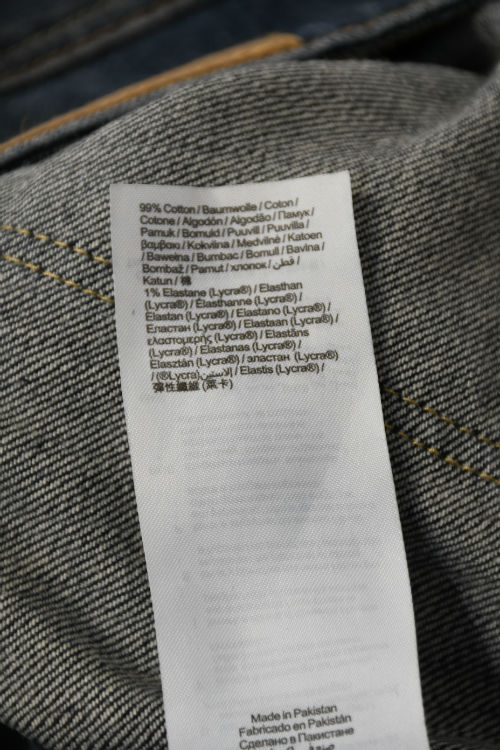 99% Cotton / Baumwolle / Coton /
Cotone / Algodón / Algodão / Памук /
Pamuk / Bomuld / Puuvill / Puuvilla /
βαμβακι / Kokvilna / Medvilnė / Katoen
/ Bawełna / Bumbac / Bomull / Bavlna /
Bombaž / Pamut / хлопок / قطن /
Katun / 棉
1% Elastane (Lycra®) / Elasthan
(Lycra®) / Élasthanne (Lycra®) /
Elastan (Lycra®) / Elastano (Lycra®) /
Еластан (Lycra®) / Elastaan (Lycra®) /
ελαστομερής (Lycra®) / Elastāns
(Lycra®) / Elastanas (Lycra®) /
Elasztán (Lycra®) / эластан (Lycra®)
/ (®Lycra) إلاستين / Elastis (Lycra®) /
彈性纖維 (萊卡)
Made in Pakistan
Fabricado en Pakistán
Сделано в Пакистане